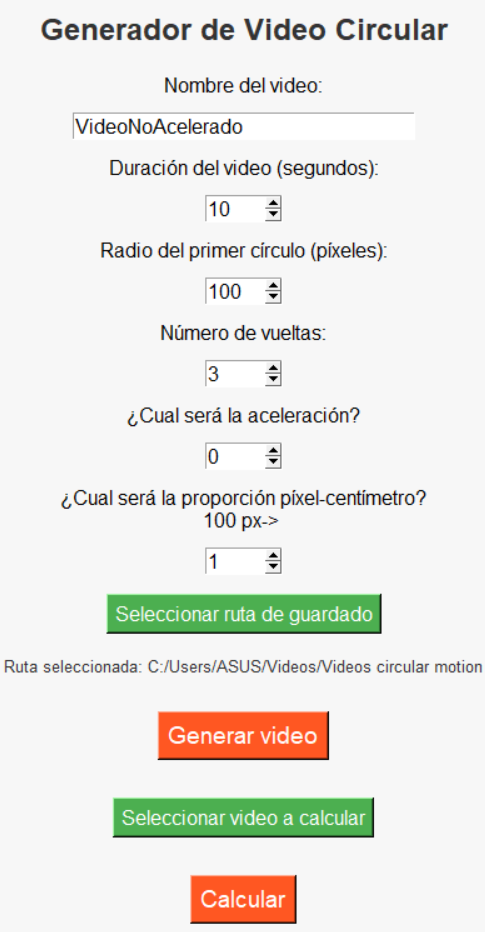 Generador de Video Circular
Nombre del video:
VideoNoAcelerado
Duración del video (segundos):
10
Radio del primer círculo (píxeles):
100
Número de vueltas:
3
¿Cual será la aceleración?
0
¿Cual será la proporción píxel-centímetro?
100 px->
1
Seleccionar ruta de guardado
Ruta seleccionada: C:/Users/ASUS/Videos/Videos circular motion
Generar video
Seleccionar video a calcular
Calcular